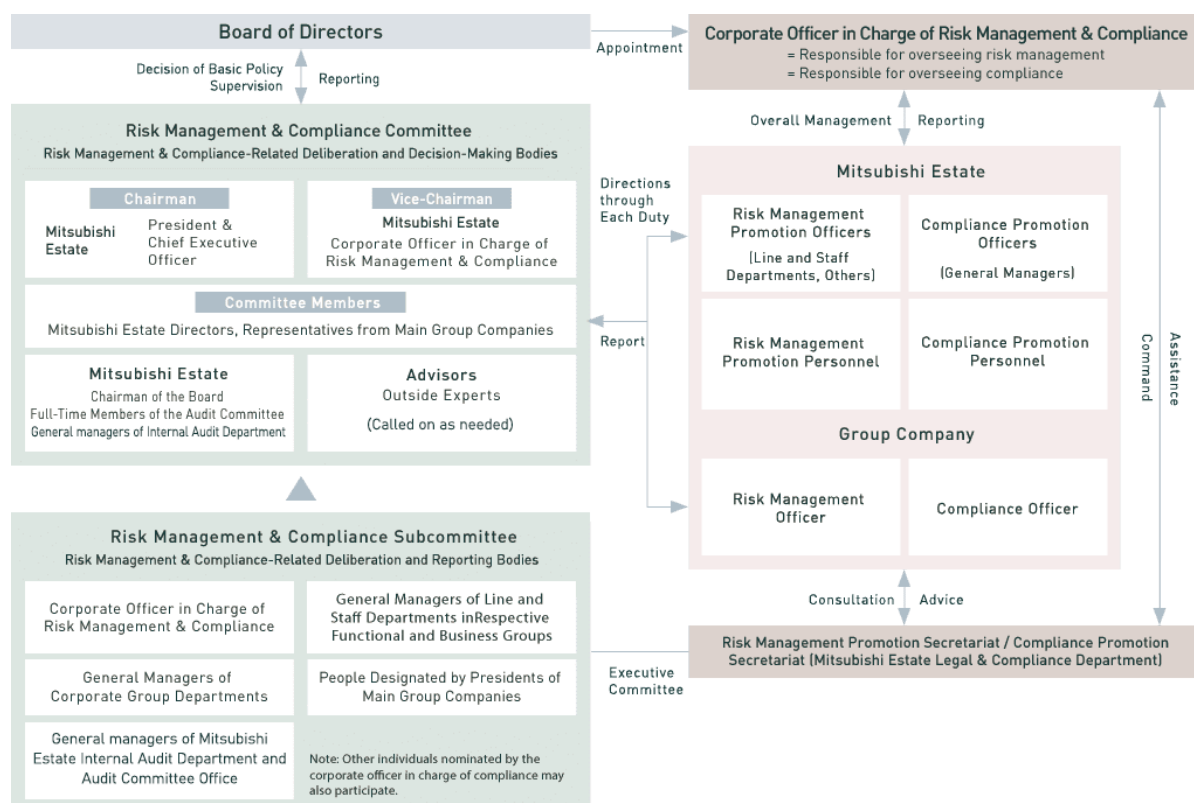 Board of Directors
Decision of Basic Policy
Supervision
Reporting
Appointment
Corporate Officer in Charge of Risk Management & Compliance
= Responsible for overseeing risk management
= Responsible for overseeing compliance
Risk Management & Compliance Committee
Risk Management & Compliance-Related Deliberation and Decision-Making Bodies
Chairman
Mitsubishi
Estate
President &
Chief Executive
Officer
Vice-Chairman
Mitsubishi Estate
Corporate Officer in Charge of
Risk Management & Compliance
Committee Members
Mitsubishi Estate Directors, Representatives from Main Group Companies
Mitsubishi Estate
Chairman of the Board
Full-Time Members of the Audit Committee
General managers of Internal Audit Department
Advisors
Outside Experts
(Called on as needed)
Directions
through
Each Duty
Report
Overall Management
Reporting
Mitsubishi Estate
Risk Management
Promotion Officers
(Line and Staff
Departments, Others)
Compliance Promotion
Officers
(General Managers)
Risk Management
Promotion Personnel
Compliance Promotion
Personnel
Group Company
Risk Management
Officer
Compliance Officer
Command
Assistance
Consultation
Advice
Risk Management & Compliance Subcommittee
Risk Management & Compliance-Related Deliberation and Reporting Bodies
Corporate Officer in Charge of
Risk Management & Compliance
General Managers of Line and
Staff Departments inRespective
Functional and Business Groups
General Managers of
Corporate Group Departments
People Designated by Presidents of
Main Group Companies
General managers of Mitsubishi
Estate Internal Audit Department and
Audit Committee Office
Note: Other individuals nominated by the
corporate officer in charge of compliance may
also participate.
Executive
Committee
Risk Management Promotion Secretariat / Compliance Promotion
Secretariat (Mitsubishi Estate Legal & Compliance Department)